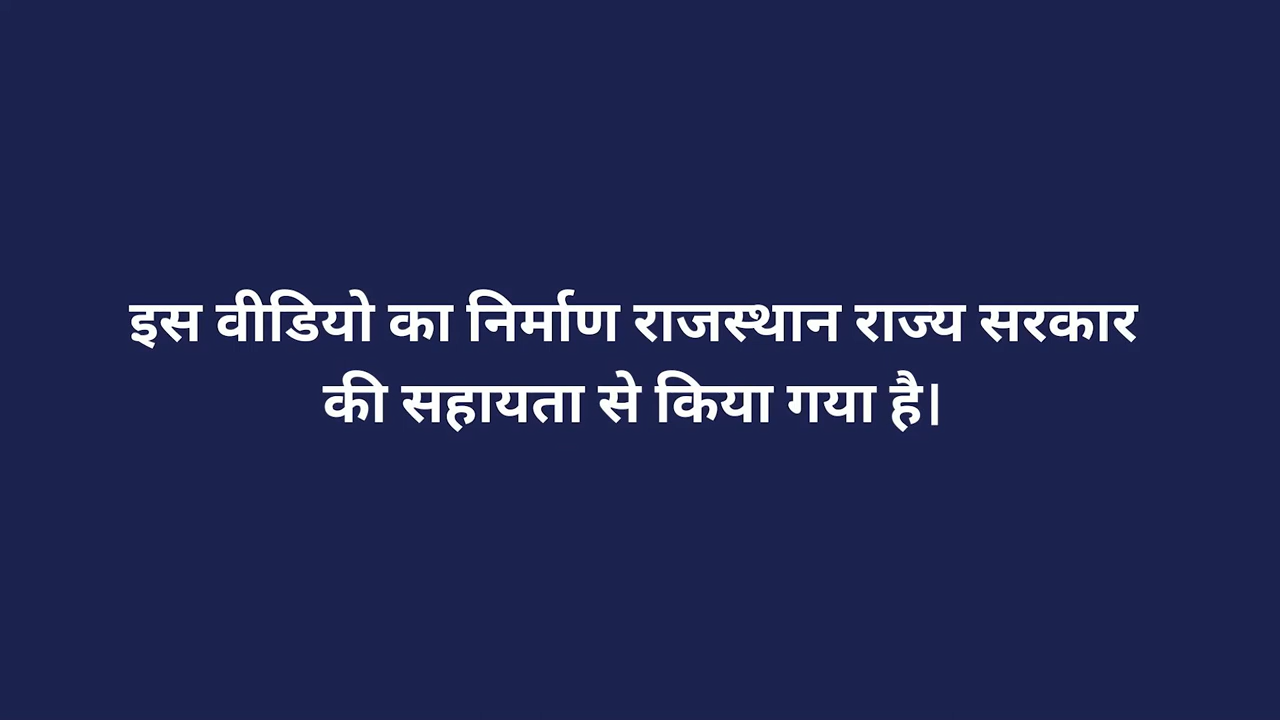 इस वीडियो का निर्माण राजस्थान राज्य सरकार
की सहायता से किया गया है।